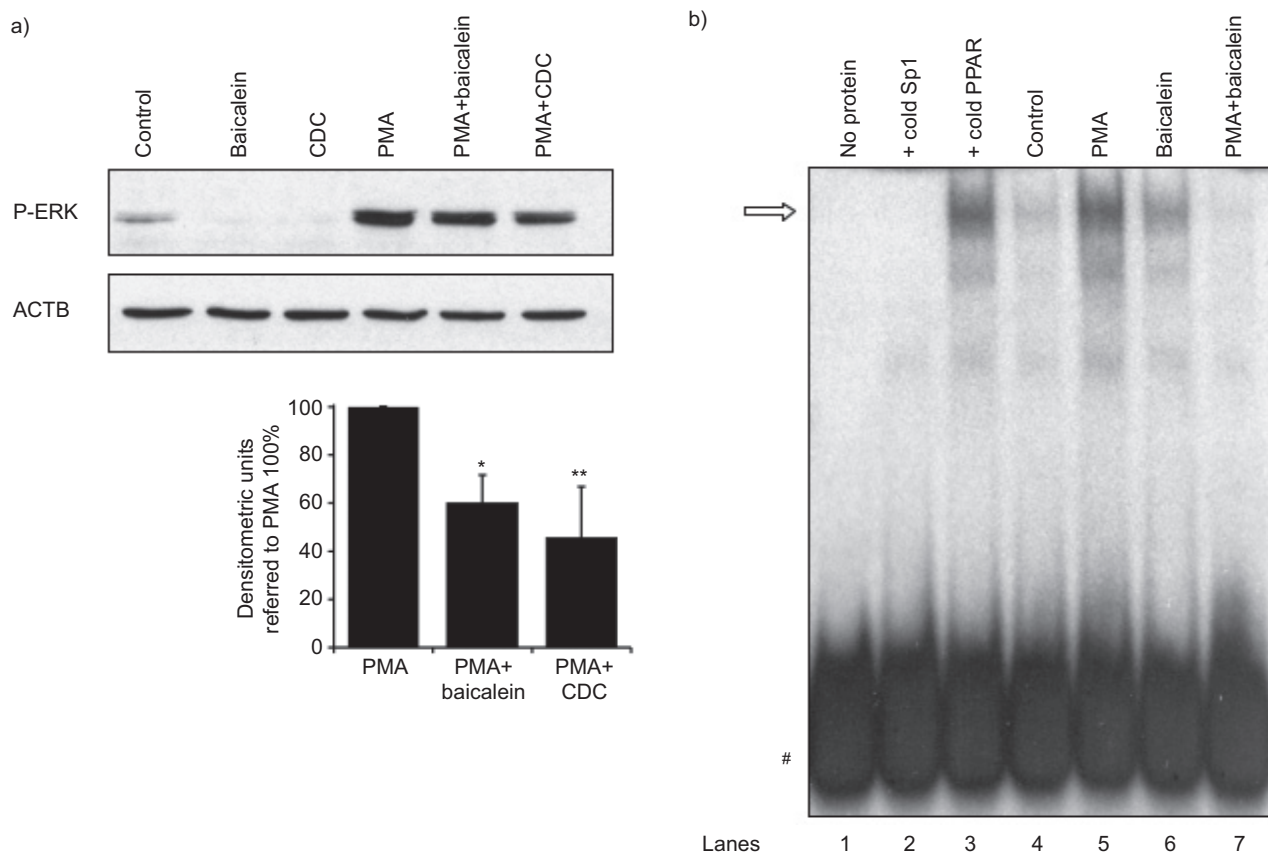 a)
Control
Baicalein
CDC
PMA
PMA+baicalein
PMA+CDC
P-ERK
ACTB
Densitometric units
referred to PMA 100%
100
80
60
40
20
0
*
**
PMA
PMA+
baicalein
PMA+
CDC
b)
No protein
+ cold Sp1
+ cold PPAR
Control
PMA
Baicalein
PMA+baicalein
#
Lanes 1 2 3 4 5 6 7